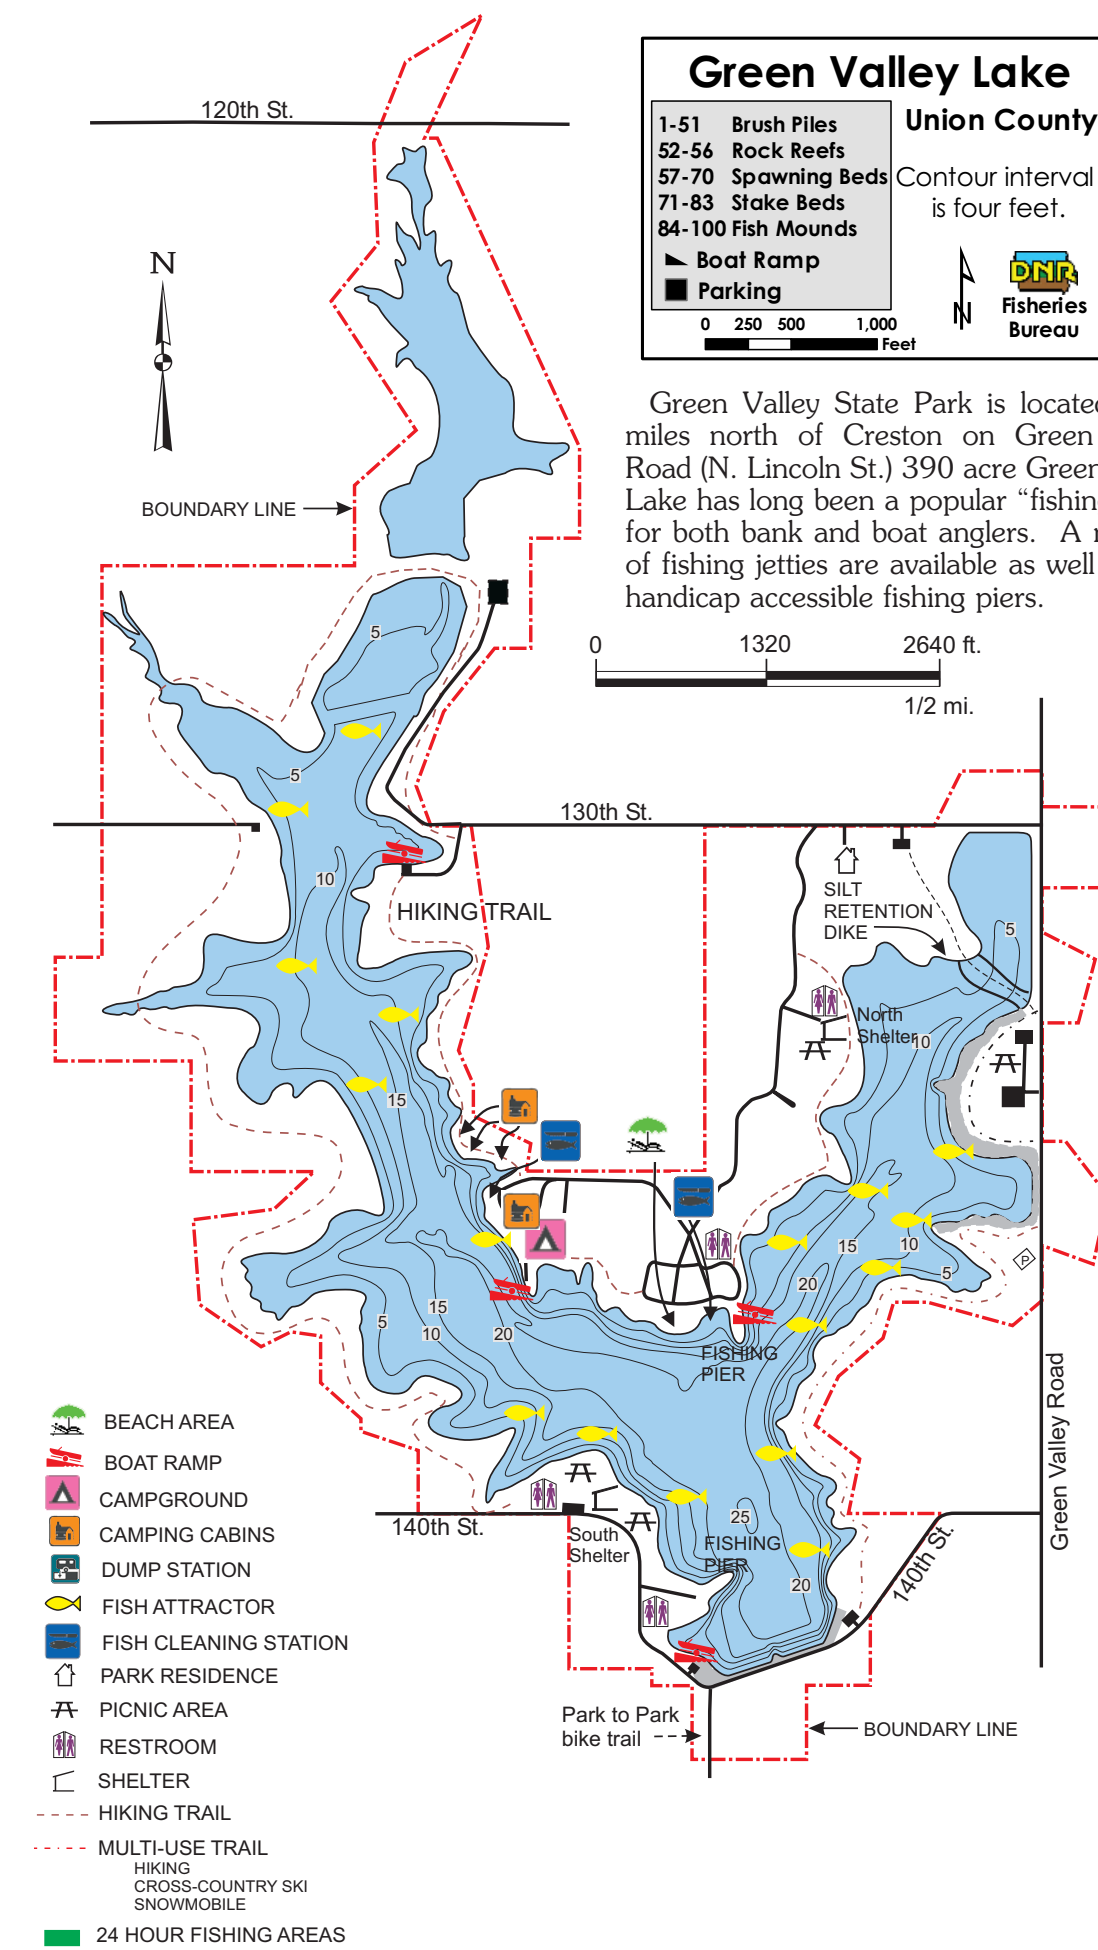 Green Valley Lake
Union County
1-51 Brush Piles
52-56 Rock Reefs
57-70 Spawning Beds
71-83 Stake Beds
84-100 Fish Mounds
Boat Ramp
Parking
0 250 500 1,000
Feet
Contour interval
is four feet.
N
DNR
Fisheries
Bureau
Green Valley State Park is located
miles north of Creston on Green
Road (N. Lincoln St.) 390 acre Green
Lake has long been a popular “fishin
for both bank and boat anglers. A
of fishing jetties are available as well
handicap accessible fishing piers.
0 1320 2640 ft.
1/2 mi.
120th St.
N
BOUNDARY LINE
5
5
130th St.
10
HIKING TRAIL
SILT
RETENTION
DIKE
5
North
Shelter
10
15
15
10
5
20
P
5
15
10
20
FISHING
PIER
Green Valley Road
25
FISHING
PIER
20
140th St.
South
Shelter
140th St.
Park to Park
bike trail
BOUNDARY LINE
BEACH AREA
BOAT RAMP
CAMPGROUND
CAMPING CABINS
DUMP STATION
FISH ATTRACTOR
FISH CLEANING STATION
PARK RESIDENCE
PICNIC AREA
RESTROOM
SHELTER
HIKING TRAIL
MULTI-USE TRAIL
HIKING
CROSS-COUNTRY SKI
SNOWMOBILE
24 HOUR FISHING AREAS